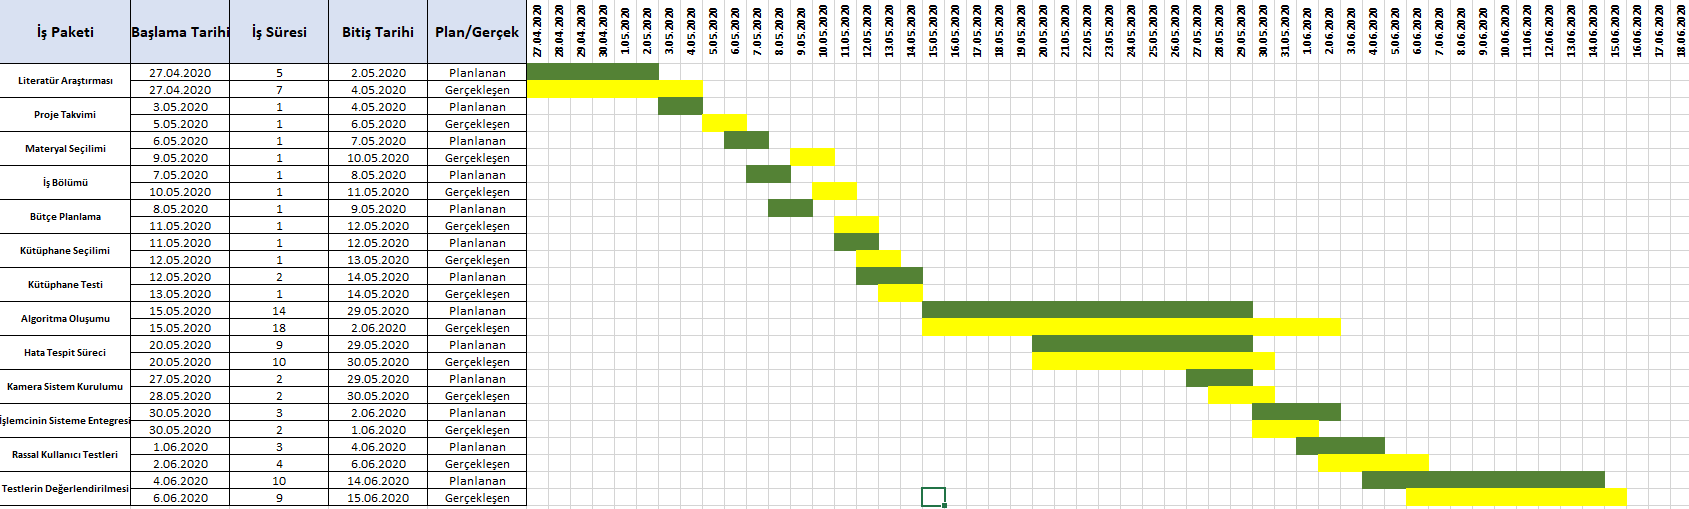 İş Paketi Başlama Tarihi İş Süresi Bitiş Tarihi Plan/Gerçek 27.04.2020 28.04.2020 29.04.2020 30.04.2020 1.05.2020 2.05.2020 3.05.2020 4.05.2020 5.05.2020 6.05.2020 7.05.2020 8.05.2020 9.05.2020 10.05.2020 11.05.2020 12.05.2020 13.05.2020 14.05.2020 15.05.2020 16.05.2020 17.05.2020 18.05.2020 19.05.2020 20.05.2020 21.05.2020 22.05.2020 23.05.2020 24.05.2020 25.05.2020 26.05.2020 27.05.2020 28.05.2020 29.05.2020 30.05.2020 31.05.2020 1.06.2020 2.06.2020 3.06.2020 4.06.2020 5.06.2020 6.06.2020 7.06.2020 8.06.2020 9.06.2020 10.06.2020 11.06.2020 12.06.2020 13.06.2020 14.06.2020 15.06.2020 16.06.2020 17.06.2020 18.06.2020
Literatür Araştırması
27.04.2020 5 2.05.2020 Planlanan
27.04.2020 7 4.05.2020 Gerçekleşen
Proje Takvimi
3.05.2020 1 4.05.2020 Planlanan
5.05.2020 1 6.05.2020 Gerçekleşen
Materyal Seçilimi
6.05.2020 1 7.05.2020 Planlanan
9.05.2020 1 10.05.2020 Gerçekleşen
İş Bölümü
7.05.2020 1 8.05.2020 Planlanan
10.05.2020 1 11.05.2020 Gerçekleşen
Bütçe Planlama
8.05.2020 1 9.05.2020 Planlanan
11.05.2020 1 12.05.2020 Gerçekleşen
Kütüphane Seçilimi
11.05.2020 1 12.05.2020 Planlanan
12.05.2020 1 13.05.2020 Gerçekleşen
Kütüphane Testi
12.05.2020 2 14.05.2020 Planlanan
13.05.2020 1 14.05.2020 Gerçekleşen
Algoritma Oluşumu
15.05.2020 14 29.05.2020 Planlanan
15.05.2020 18 2.06.2020 Gerçekleşen
Hata Tespit Süreci
20.05.2020 9 29.05.2020 Planlanan
20.05.2020 10 30.05.2020 Gerçekleşen
Kamera Sistem Kurulumu
27.05.2020 2 29.05.2020 Planlanan
28.05.2020 2 30.05.2020 Gerçekleşen
İşlemcinin Sisteme Entegresi
30.05.2020 3 2.06.2020 Planlanan
30.05.2020 2 1.06.2020 Gerçekleşen
Rassal Kullanıcı Testleri
1.06.2020 3 4.06.2020 Planlanan
2.06.2020 4 6.06.2020 Gerçekleşen
Testlerin Değerlendirilmesi
4.06.2020 10 14.06.2020 Planlanan
6.06.2020 9 15.06.2020 Gerçekleşen